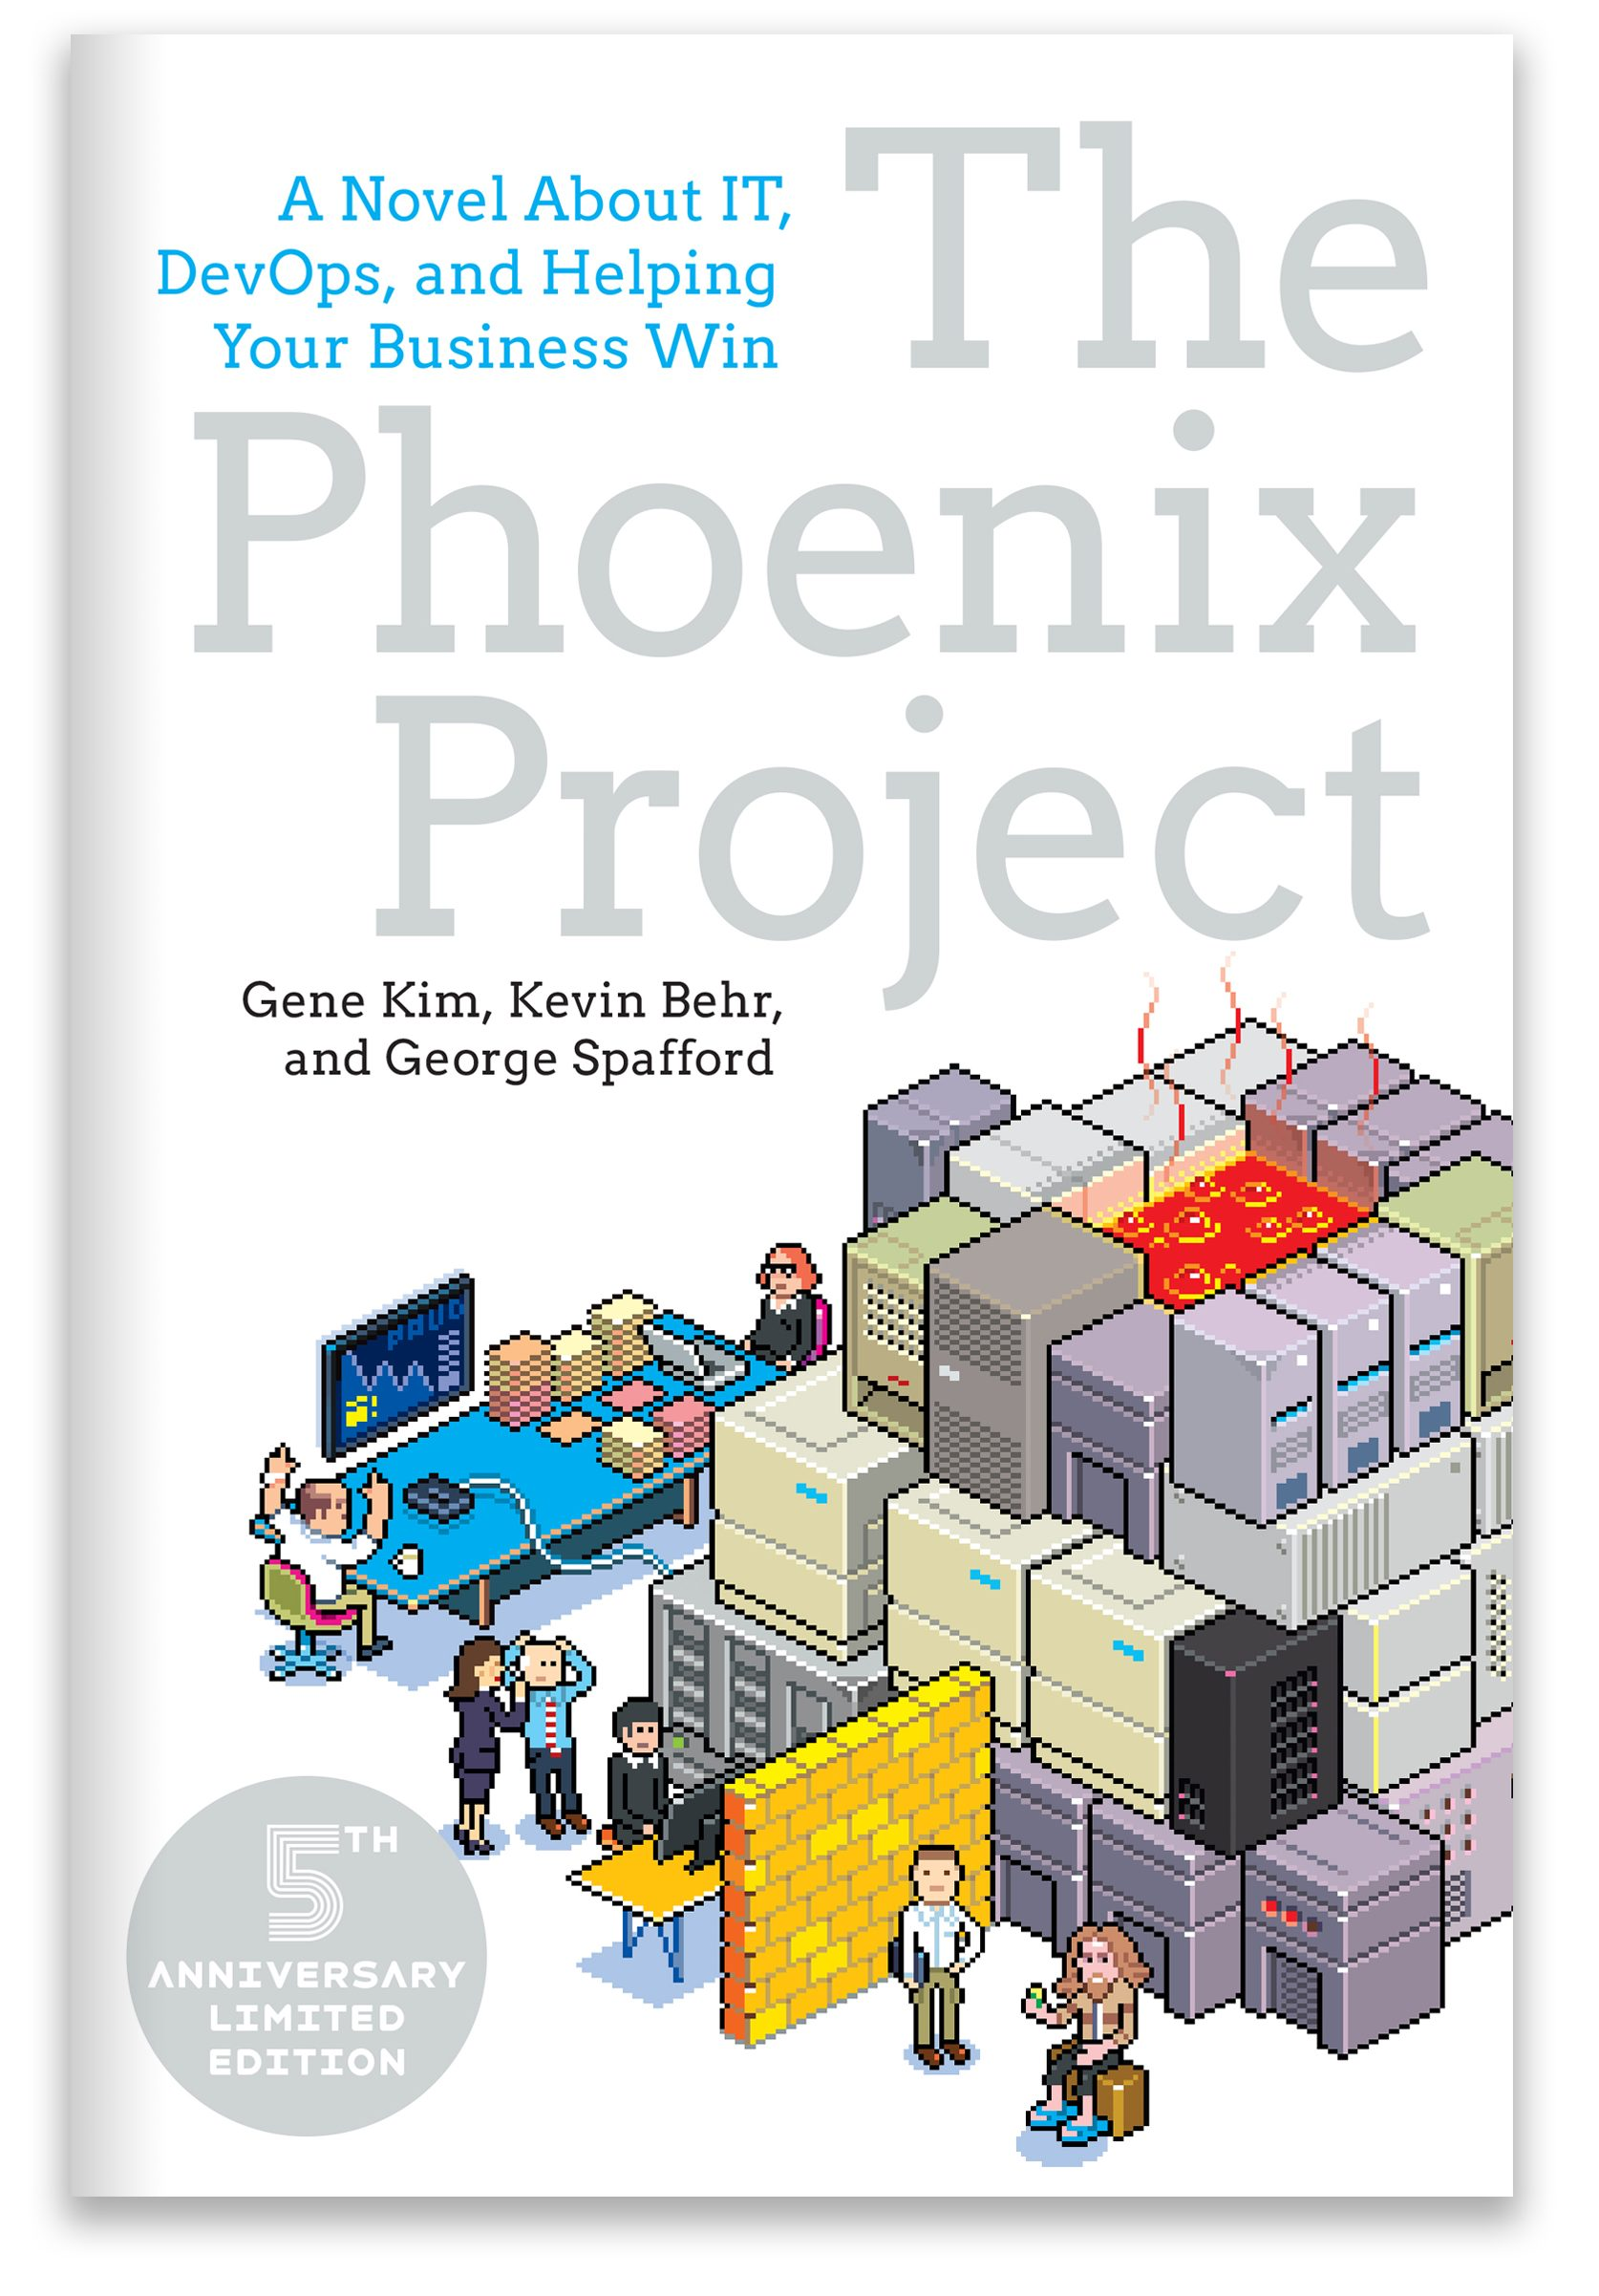 A Novel About IT,
DevOps, and Helping
Your Business Win
The
Phoenix
Project
Gene Kim, Kevin Behr,
and George Spafford
5TH
ANNIVERSARY
LIMITED
EDITION